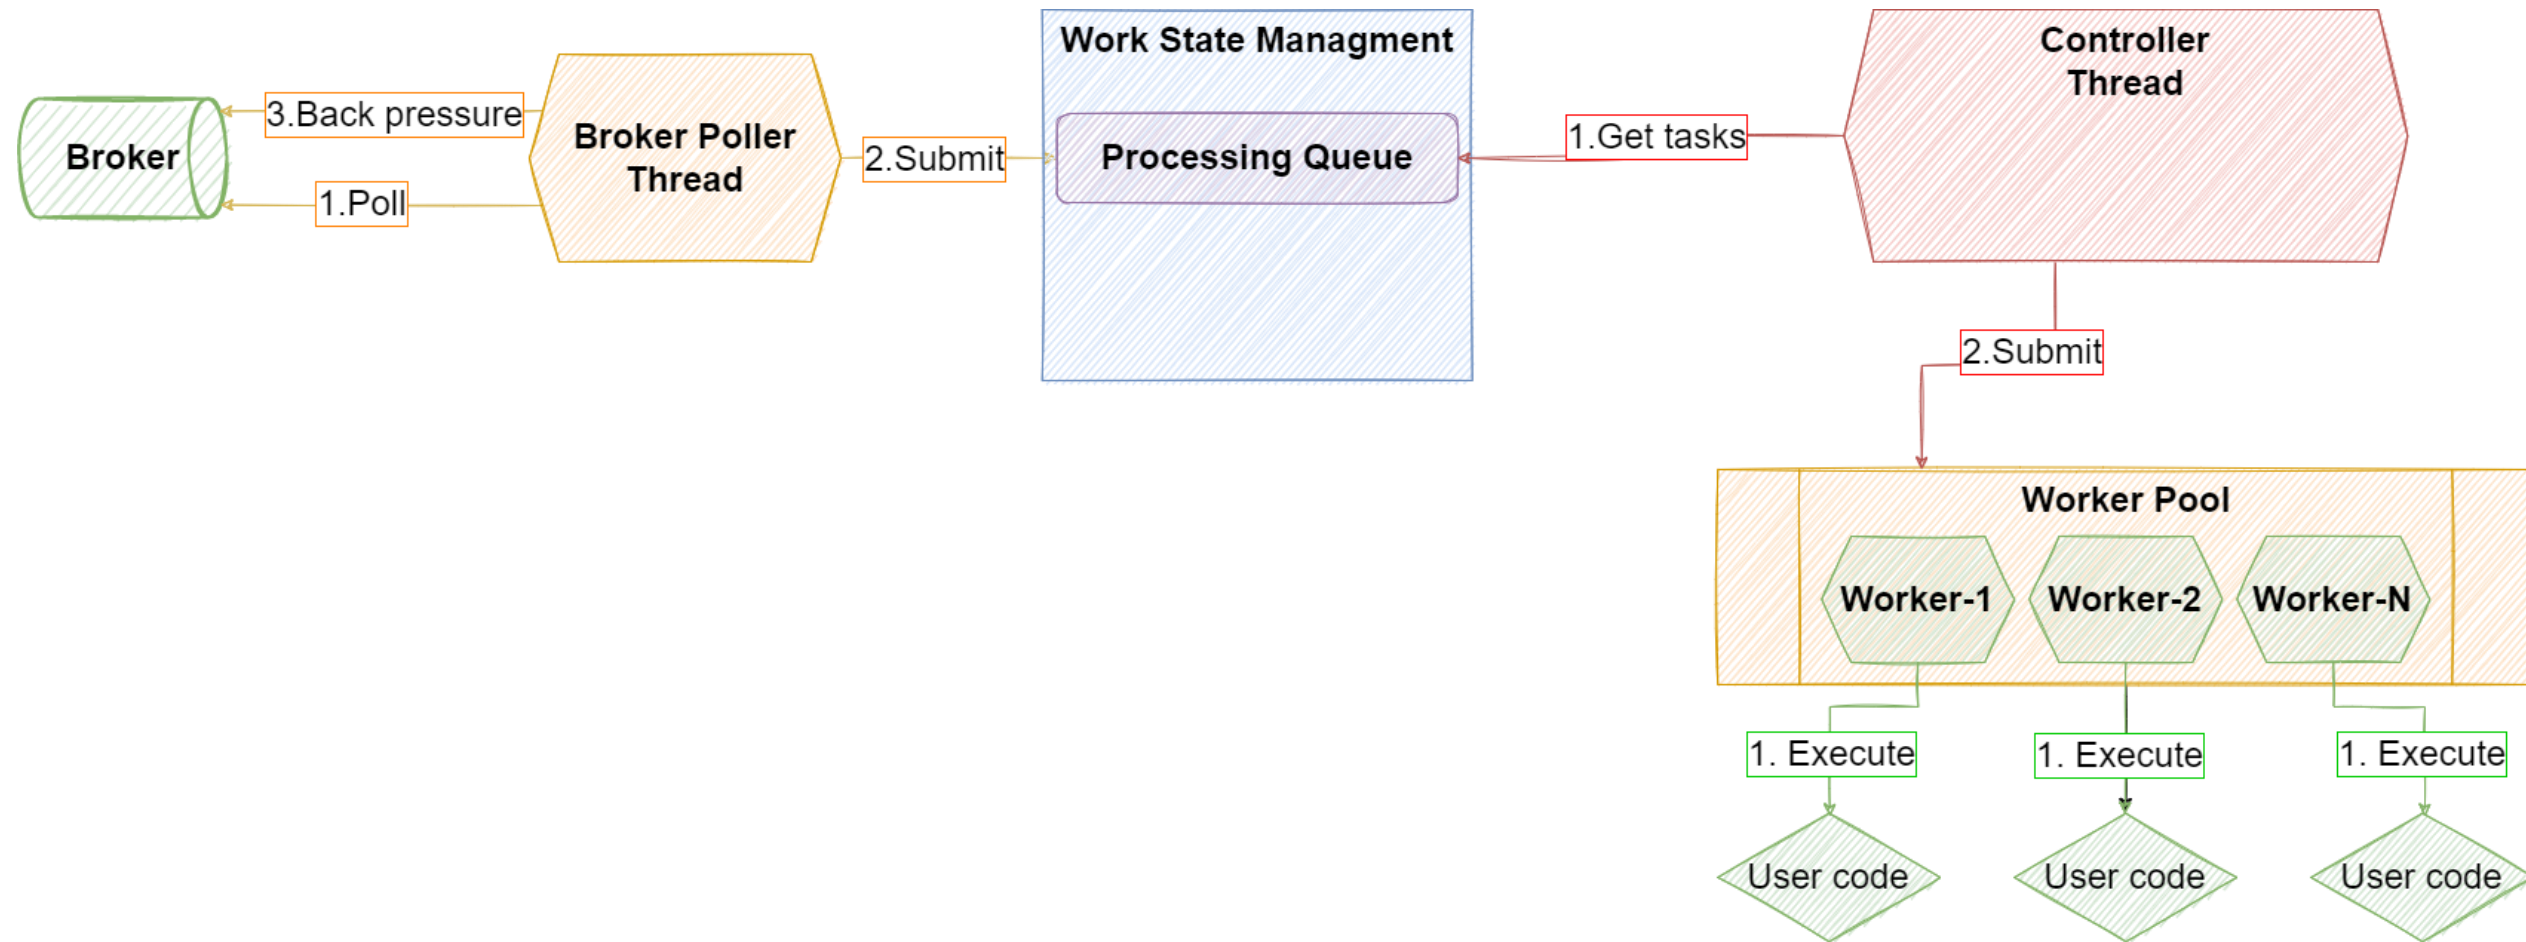 Work State Managment
Controller
Thread
3.Back pressure
Broker
Broker Poller
Thread
1.Poll
2.Submit
Processing Queue
1.Get tasks
2.Submit
Worker Pool
Worker-1
Worker-2
Worker-N
1. Execute
1. Execute
1. Execute
User code
User code
User code